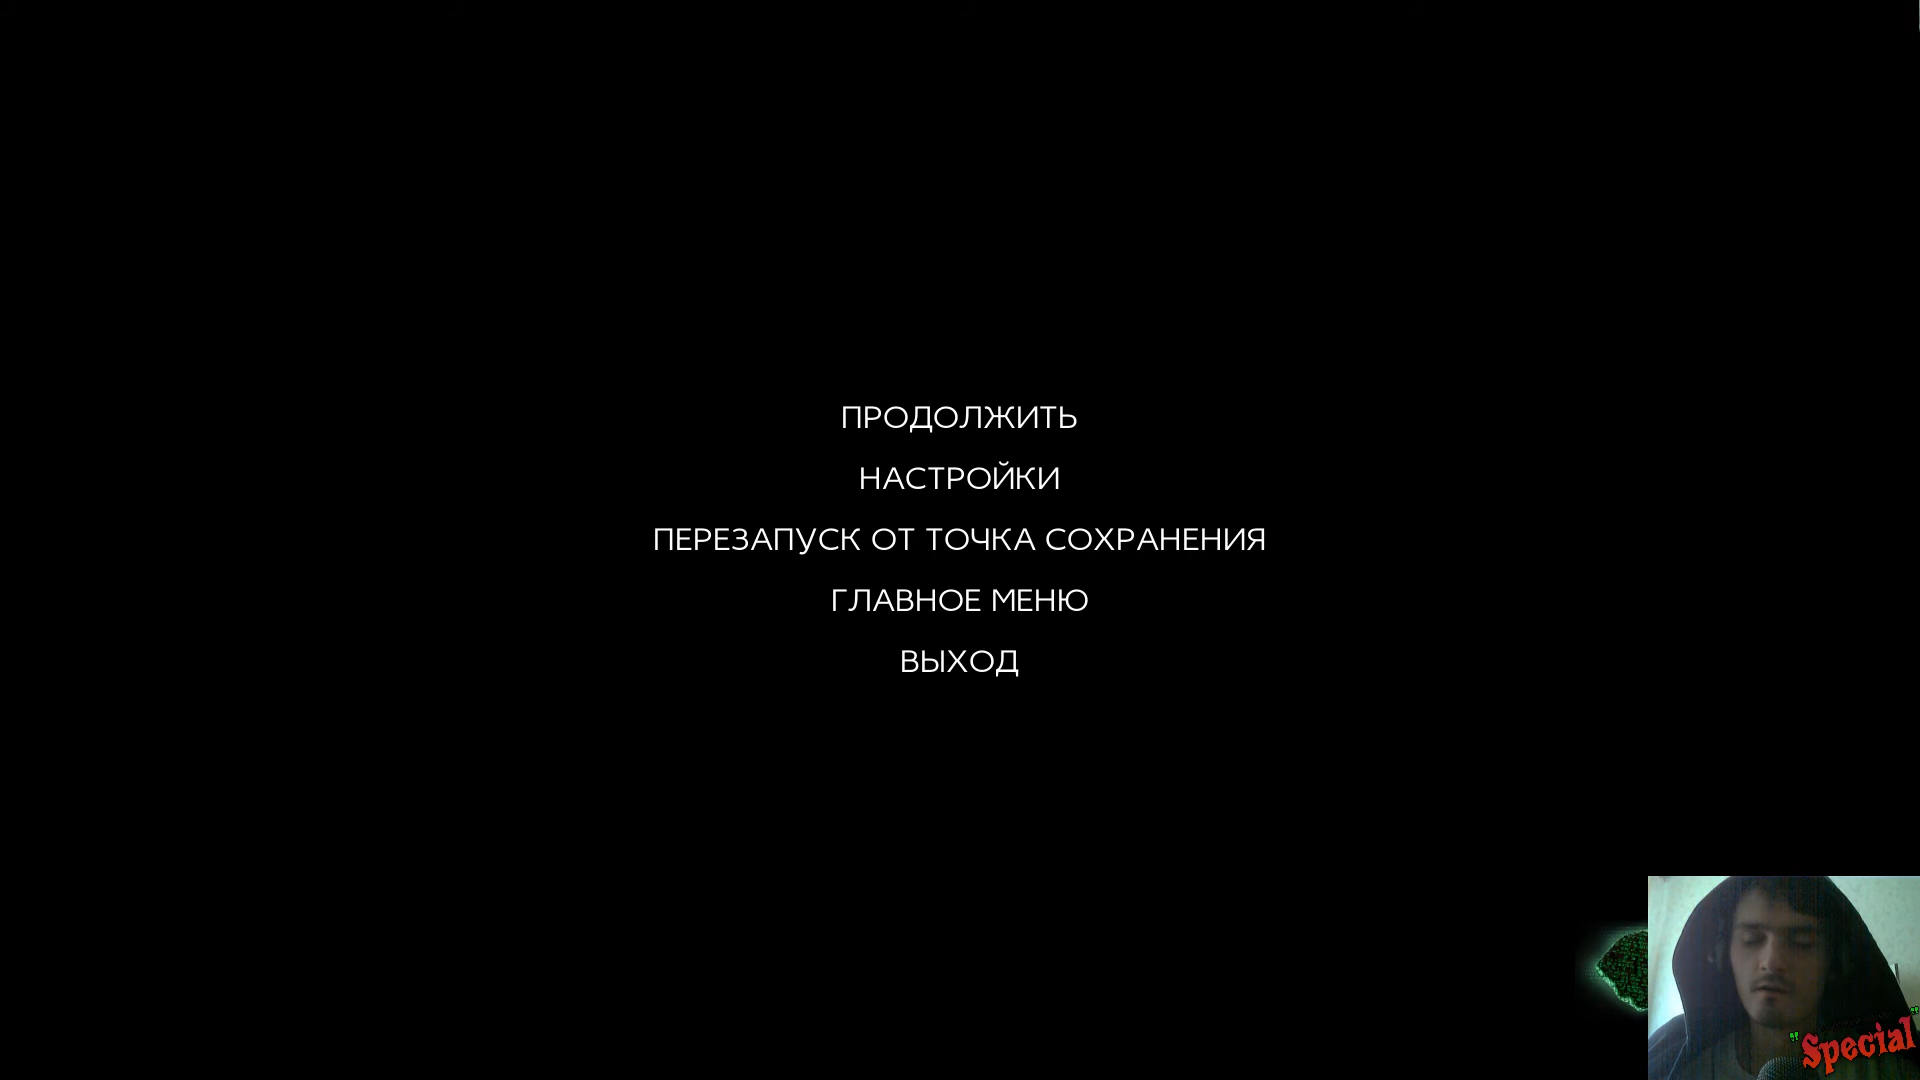 ПРОДОЛЖИТЬ
НАСТРОЙКИ
ПЕРЕЗАПУСК ОТ ТОЧКА СОХРАНЕНИЯ
ГЛАВНОЕ МЕНЮ
ВЫХОД
"Special"